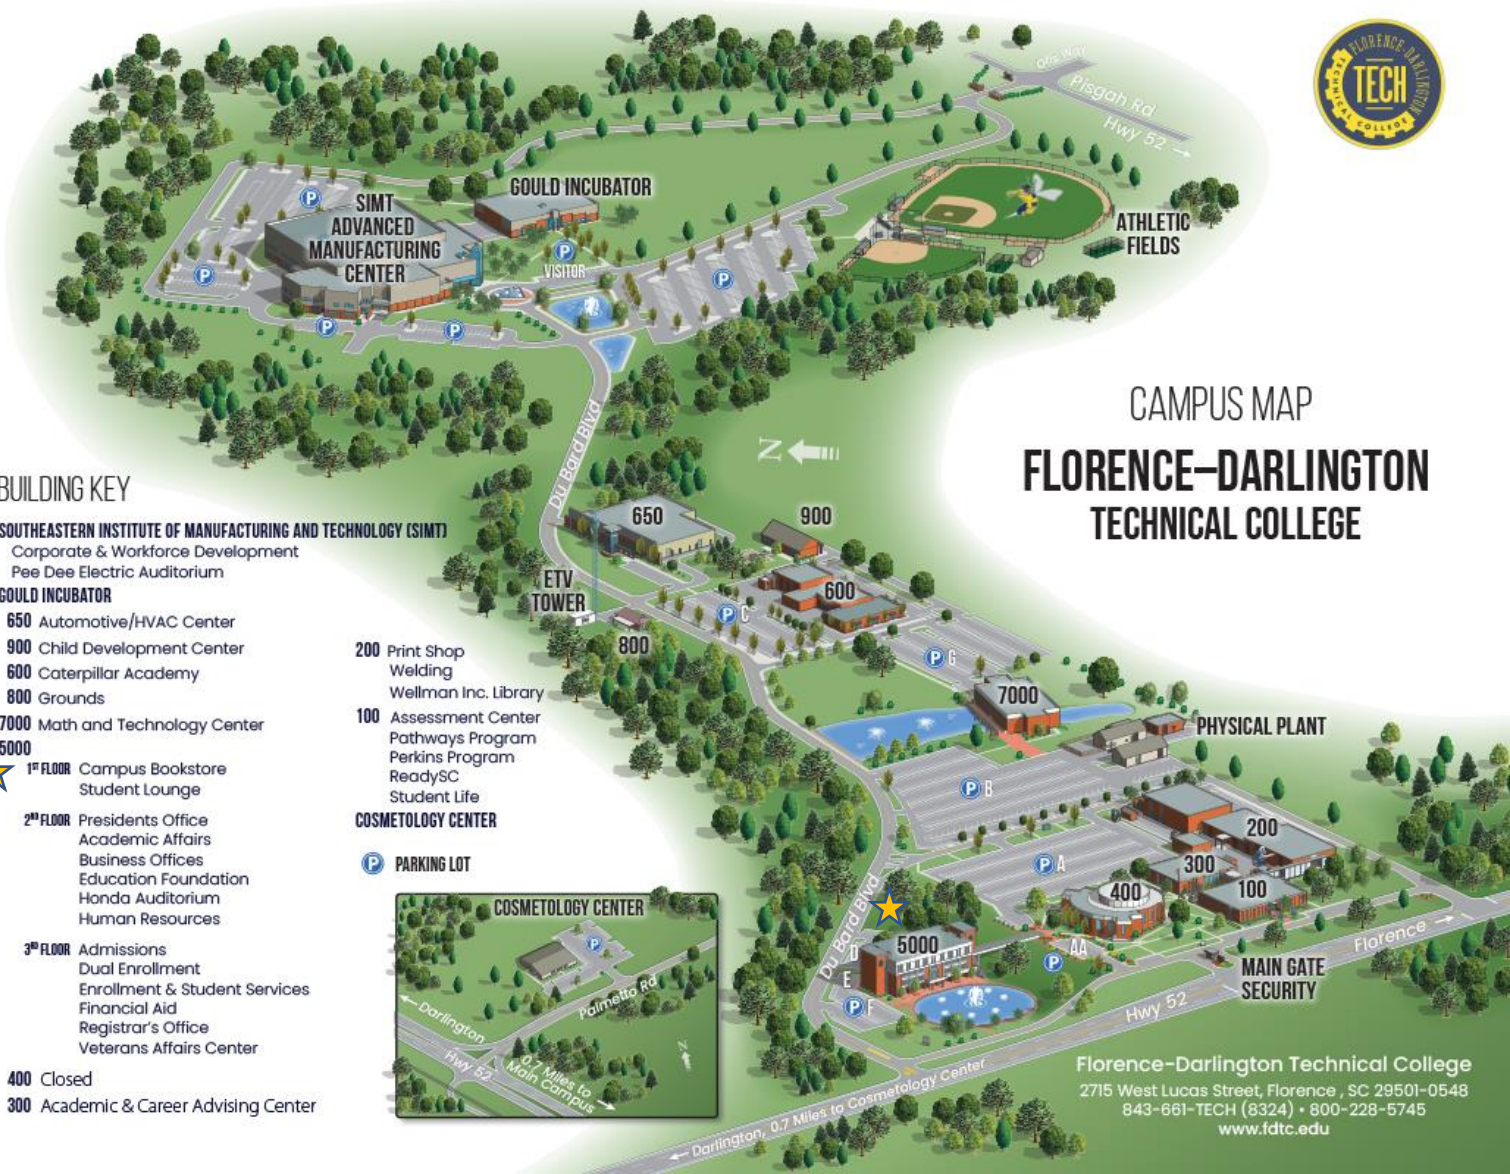 FLORENCE-DARLINGTON
TECH
TECHNICAL COLLEGE
Otis Way
Pisgah Rd
Hwy 52
GOULD INCUBATOR
SIMT
ADVANCED
MANUFACTURING
CENTER
P
P
P
P
P
VISITOR
P
ATHLETIC
FIELDS
CAMPUS MAP
FLORENCE–DARLINGTON
TECHNICAL COLLEGE
N
Du Bard Blvd
650
900
ETV
TOWER
600
P C
800
P G
7000
PHYSICAL PLANT
P B
200
P A
300
400
100
Du Bard Blvd
5000
D
E
P F
AA
P
MAIN GATE
SECURITY
Florence
Hwy 52
Darlington, 0.7 Miles to Cosmetology Center
BUILDING KEY
SOUTHEASTERN INSTITUTE OF MANUFACTURING AND TECHNOLOGY (SIMT)
Corporate & Workforce Development
Pee Dee Electric Auditorium
GOULD INCUBATOR
650 Automotive/HVAC Center
900 Child Development Center
600 Caterpillar Academy
800 Grounds
7000 Math and Technology Center
5000
1ST FLOOR Campus Bookstore
Student Lounge
2ND FLOOR Presidents Office
Academic Affairs
Business Offices
Education Foundation
Honda Auditorium
Human Resources
3RD FLOOR Admissions
Dual Enrollment
Enrollment & Student Services
Financial Aid
Registrar's Office
Veterans Affairs Center
400 Closed
300 Academic & Career Advising Center
200 Print Shop
Welding
Wellman Inc. Library
100 Assessment Center
Pathways Program
Perkins Program
ReadySC
Student Life
COSMETOLOGY CENTER
P PARKING LOT
COSMETOLOGY CENTER
P
Palmetto Rd
Darlington
Hwy 52
0.7 Miles to
Main Campus
N
Florence-Darlington Technical College
2715 West Lucas Street, Florence , SC 29501-0548
843-661-TECH (8324) • 800-228-5745
www.fdtc.edu